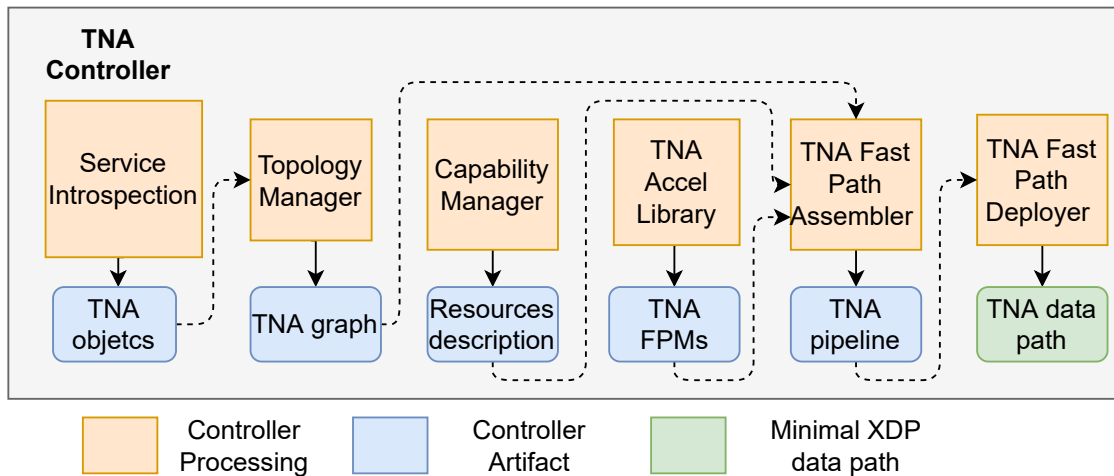 TNA
Controller
Service
Introspection
Topology
Manager
Capability
Manager
TNA
Accel
Library
TNA Fast
Path
Assembler
TNA Fast
Path
Deployer
TNA
objetcs
TNA graph
Resources
description
TNA
FPMs
TNA
pipeline
TNA data
path
Controller
Processing
Controller
Artifact
Minimal XDP
data path